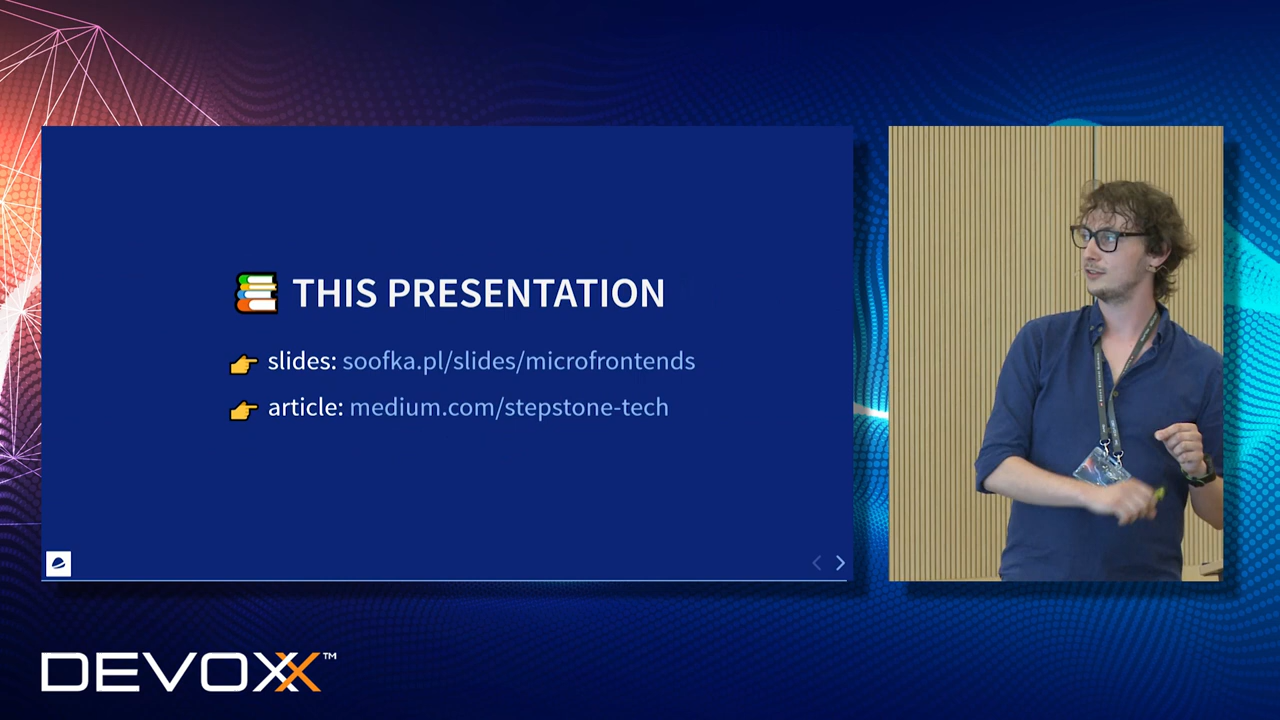 THIS PRESENTATION
slides: soofka.pl/slides/microfrontends
article: medium.com/stepstone-tech
DEVOXX™